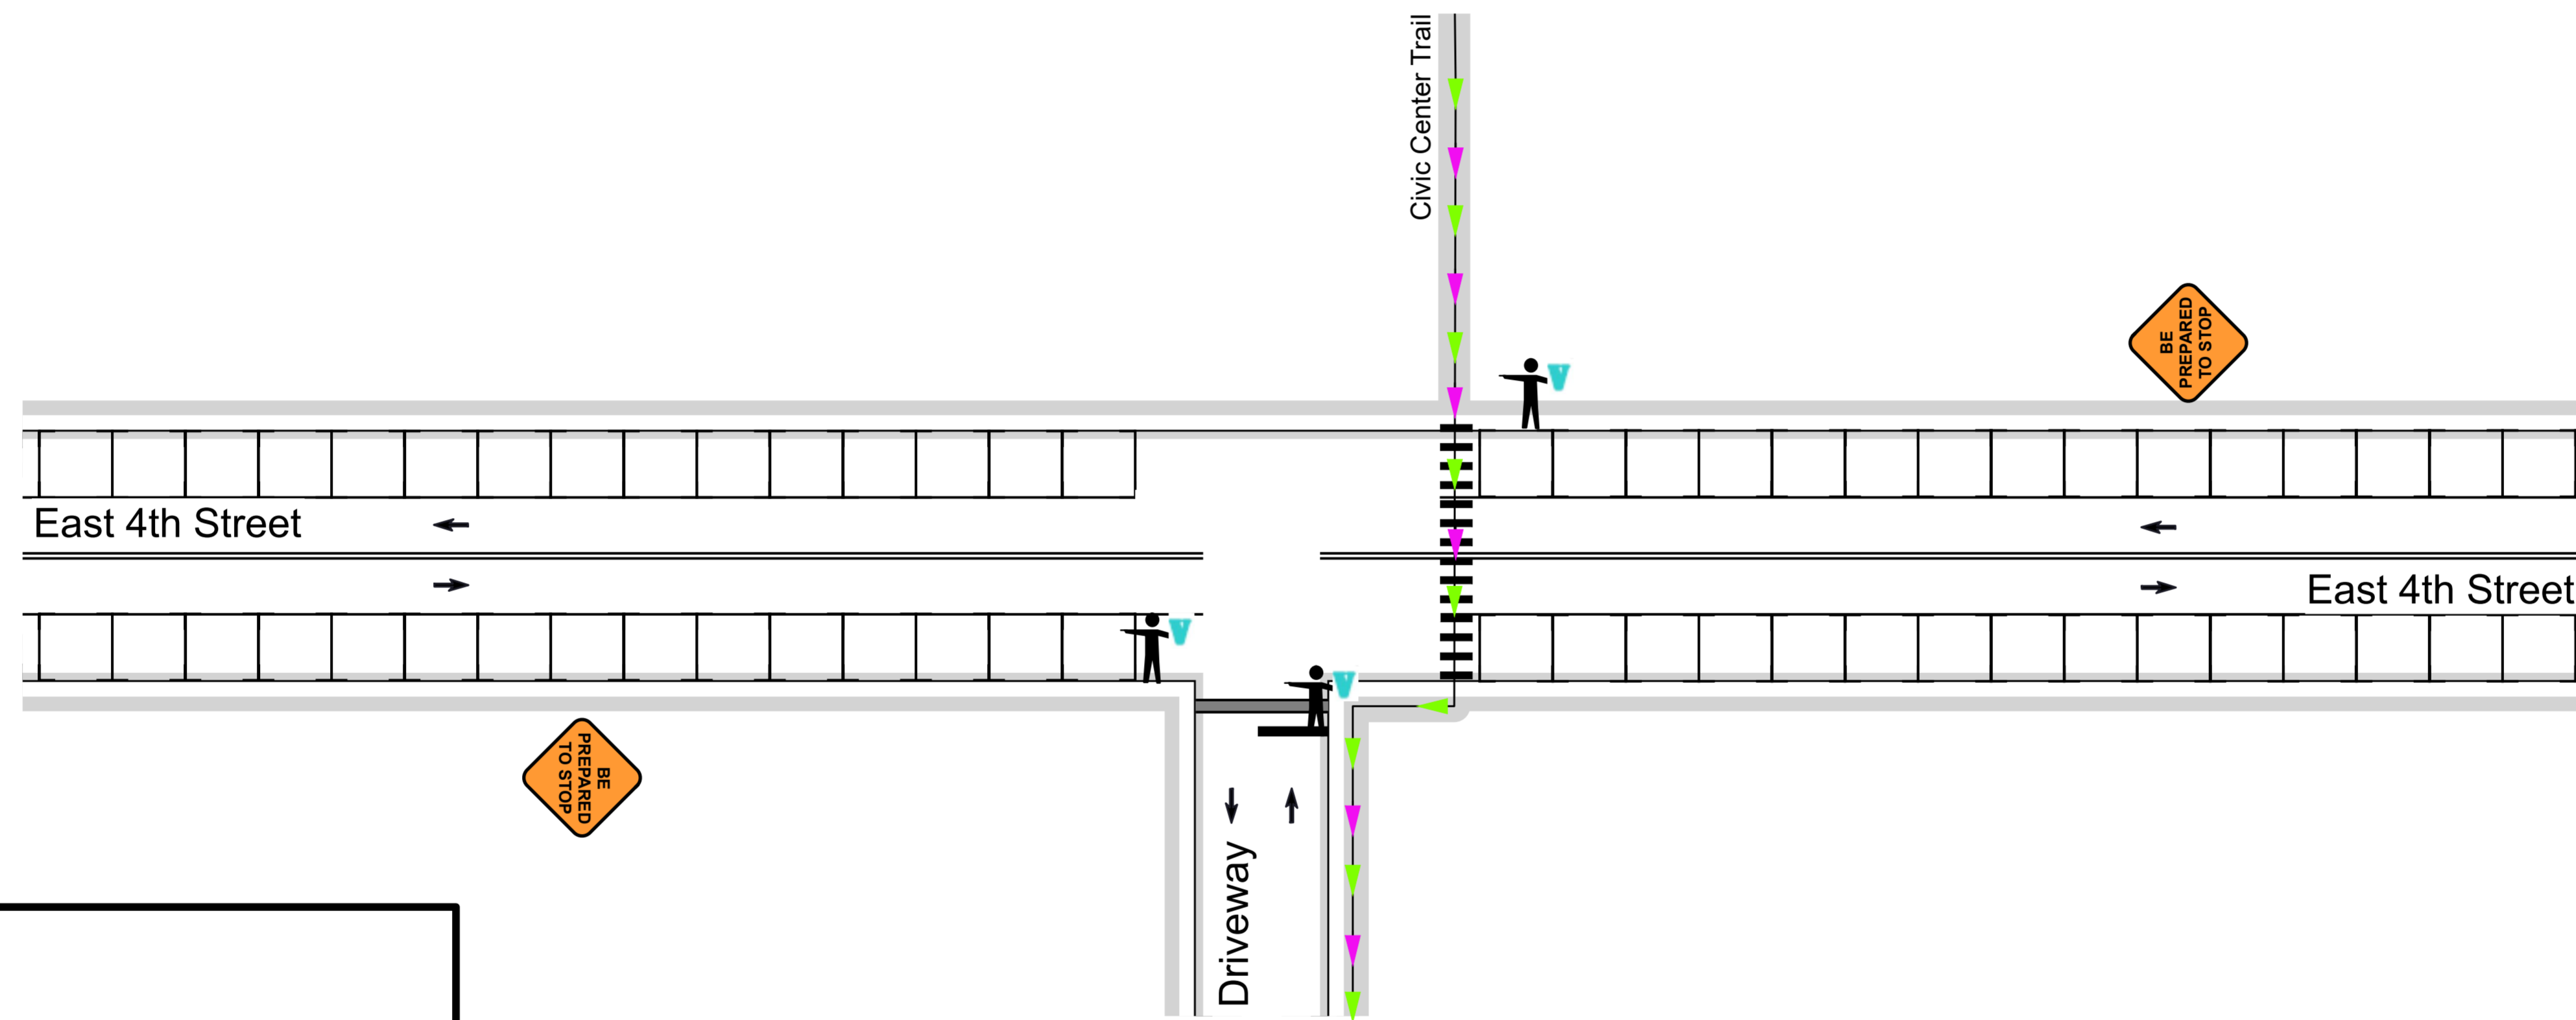 Civic Center Trail
BE
PREPARED
TO STOP
East 4th Street
East 4th Street
V
V
V
BE
PREPARED
TO STOP
Driveway